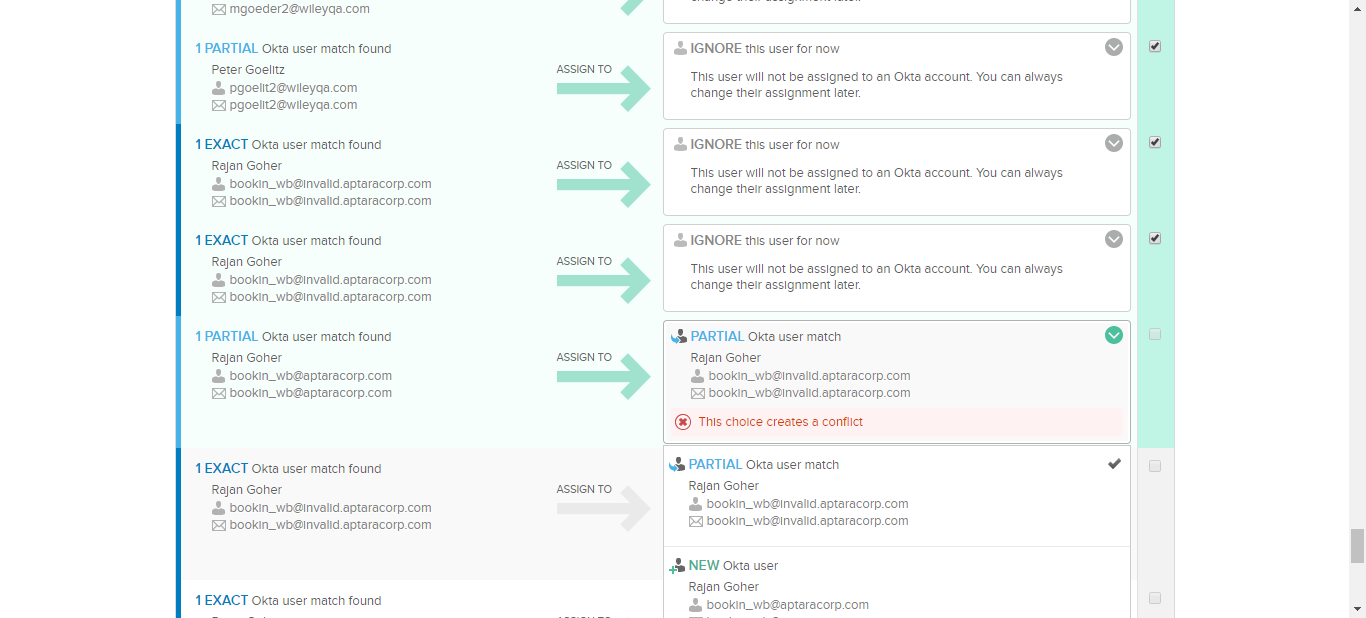 mgoeder2@wileyqa.com
1 PARTIAL Okta user match found
Peter Goelitz
pgoelit2@wileyqa.com
pgoelit2@wileyqa.com
ASSIGN TO
IGNORE this user for now
This user will not be assigned to an Okta account. You can always
change their assignment later.
1 EXACT Okta user match found
Rajan Goher
bookin_wb@invalid.aptaracorp.com
bookin_wb@invalid.aptaracorp.com
ASSIGN TO
IGNORE this user for now
This user will not be assigned to an Okta account. You can always
change their assignment later.
1 EXACT Okta user match found
Rajan Goher
bookin_wb@invalid.aptaracorp.com
bookin_wb@invalid.aptaracorp.com
ASSIGN TO
IGNORE this user for now
This user will not be assigned to an Okta account. You can always
change their assignment later.
1 PARTIAL Okta user match found
Rajan Goher
bookin_wb@aptaracorp.com
bookin_wb@aptaracorp.com
ASSIGN TO
PARTIAL Okta user match
Rajan Goher
bookin_wb@invalid.aptaracorp.com
bookin_wb@invalid.aptaracorp.com
This choice creates a conflict
1 EXACT Okta user match found
Rajan Goher
bookin_wb@invalid.aptaracorp.com
bookin_wb@invalid.aptaracorp.com
ASSIGN TO
PARTIAL Okta user match
Rajan Goher
bookin_wb@invalid.aptaracorp.com
bookin_wb@invalid.aptaracorp.com
NEW Okta user
Rajan Goher
bookin_wb@aptaracorp.com
1 EXACT Okta user match found